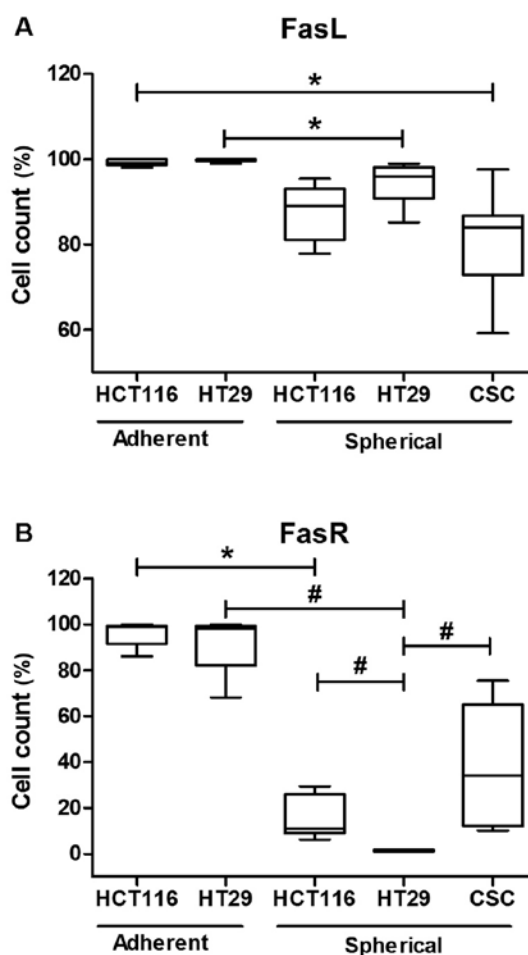 A FasL
Cell count (%)
120
100
80
60
*
*
HCT116 HT29 HCT116 HT29 CSC
Adherent Spherical
B FasR
Cell count (%)
120
100
80
60
40
20
0
*
#
#
#
HCT116 HT29 HCT116 HT29 CSC
Adherent Spherical